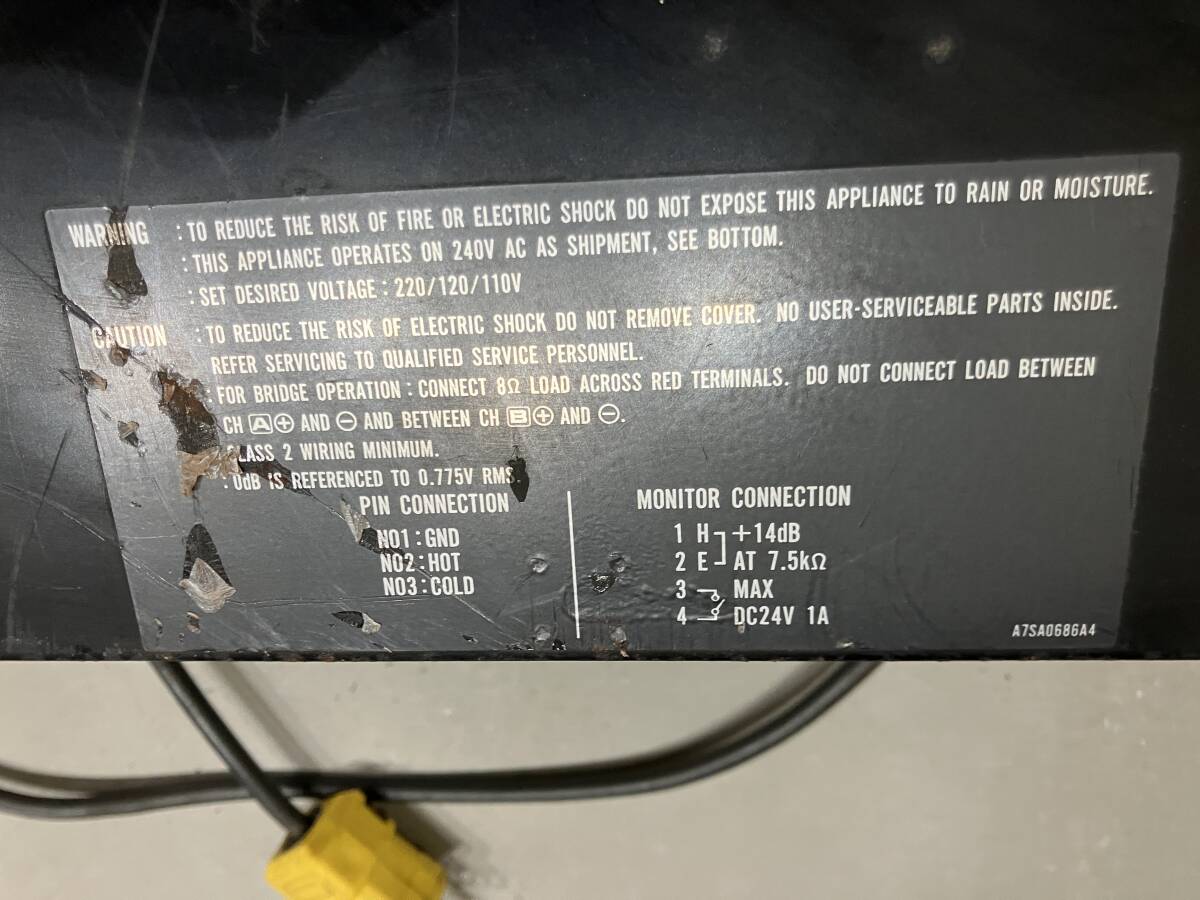 WARNING : TO REDUCE THE RISK OF FIRE OR ELECTRIC SHOCK DO NOT EXPOSE THIS APPLIANCE TO RAIN OR MOISTURE.
: THIS APPLIANCE OPERATES ON 240V AC AS SHIPMENT, SEE BOTTOM.
: SET DESIRED VOLTAGE : 220/120/110V
CAUTION : TO REDUCE THE RISK OF ELECTRIC SHOCK DO NOT REMOVE COVER. NO USER-SERVICEABLE PARTS INSIDE.
REFER SERVICING TO QUALIFIED SERVICE PERSONNEL.
: FOR BRIDGE OPERATION : CONNECT 8Ω LOAD ACROSS RED TERMINALS. DO NOT CONNECT LOAD BETWEEN
CH A⊕ AND ⊖ AND BETWEEN CH B⊕ AND ⊖.
CLASS 2 WIRING MINIMUM.
: 0dB IS REFERENCED TO 0.775V RMS.
PIN CONNECTION
NO1 : GND
NO2 : HOT
NO3 : COLD
MONITOR CONNECTION
1 H +14dB
2 E AT 7.5kΩ
3 MAX
4 DC24V 1A
A7SA0686A4